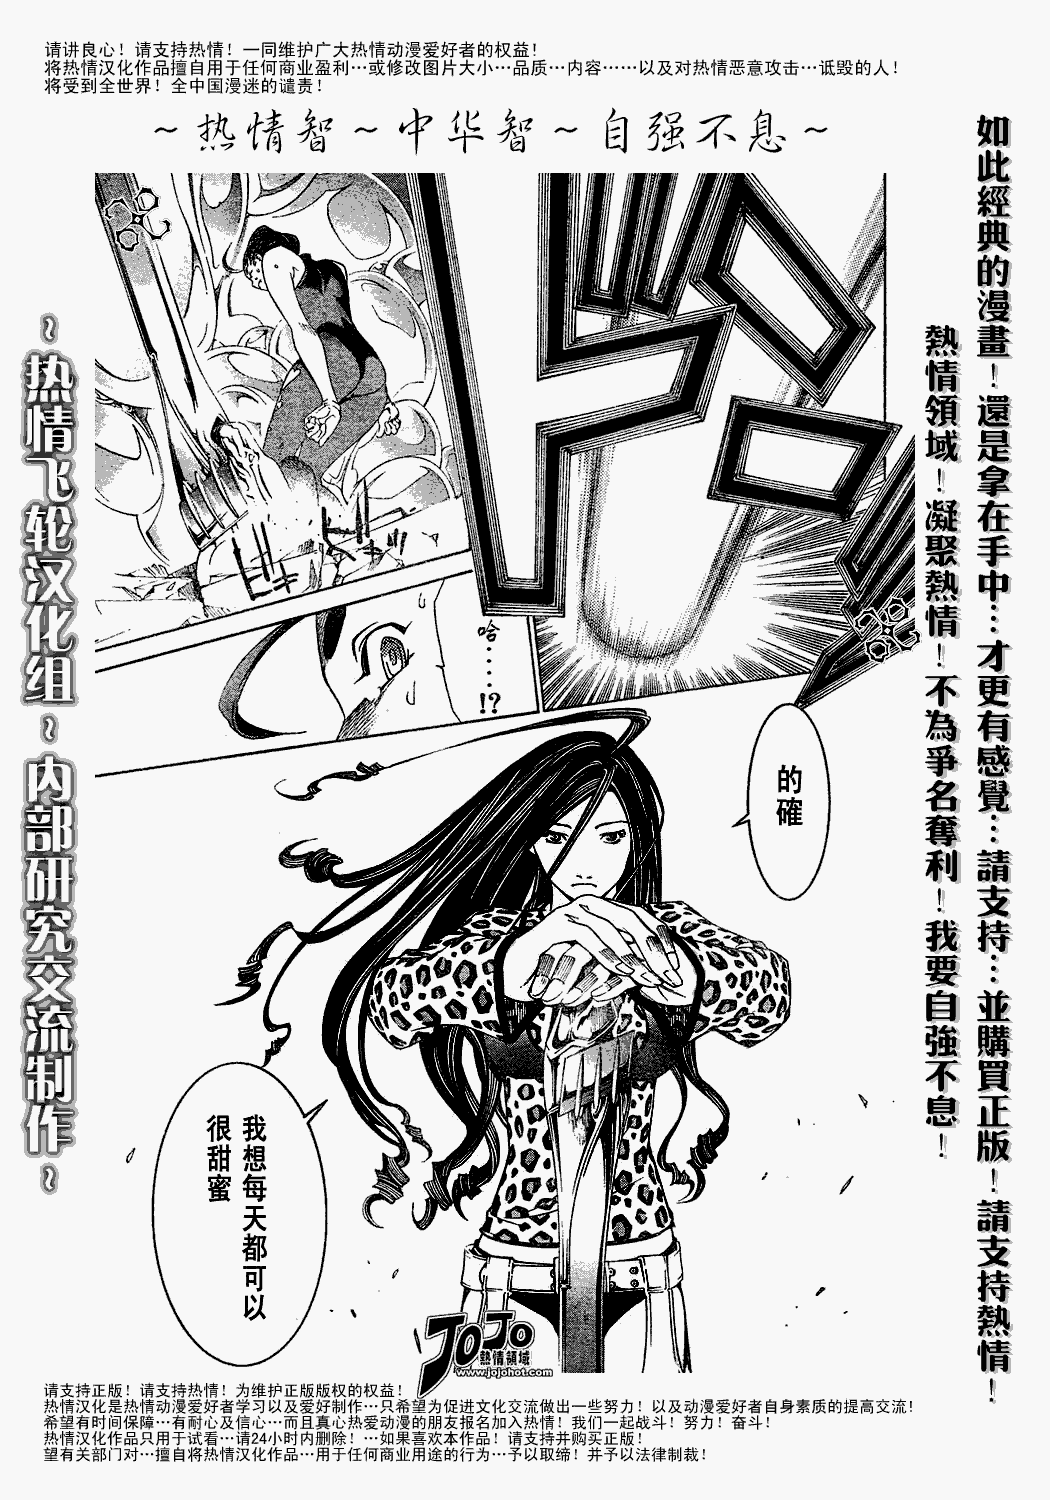 请讲良心！请支持热情！一同维护广大热情动漫爱好者的权益！
将热情汉化作品擅自用于任何商业盈利…或修改图片大小…品质…内容……以及对热情恶意攻击…诋毁的人！
将受到全世界！全中国漫迷的谴责！
～热情智～中华智～自强不息～
如此經典的漫畫！還是拿在手中…才更有感覺…請支持…並購買正版！請支持熱情！
熱情領域！凝聚熱情！不為爭名奪利！我要自強不息！
～热情飞轮汉化组～内部研究交流制作～
ドドド
哈……!?
的確
我想每天都可以
很甜蜜
JoJo
熱情領域
www.jojohot.com
请支持正版！请支持热情！为维护正版版权的权益！
热情汉化是热情动漫爱好者学习以及爱好制作…只希望为促进文化交流做出一些努力！以及动漫爱好者自身素质的提高交流！
希望有时间保障…有耐心及信心…而且真心热爱动漫的朋友报名加入热情！我们一起战斗！努力！奋斗！
热情汉化作品只用于试看…请24小时内删除！…如果喜欢本作品！请支持并购买正版！
望有关部门对…擅自将热情汉化作品…用于任何商业用途的行为…予以取缔！并予以法律制裁！